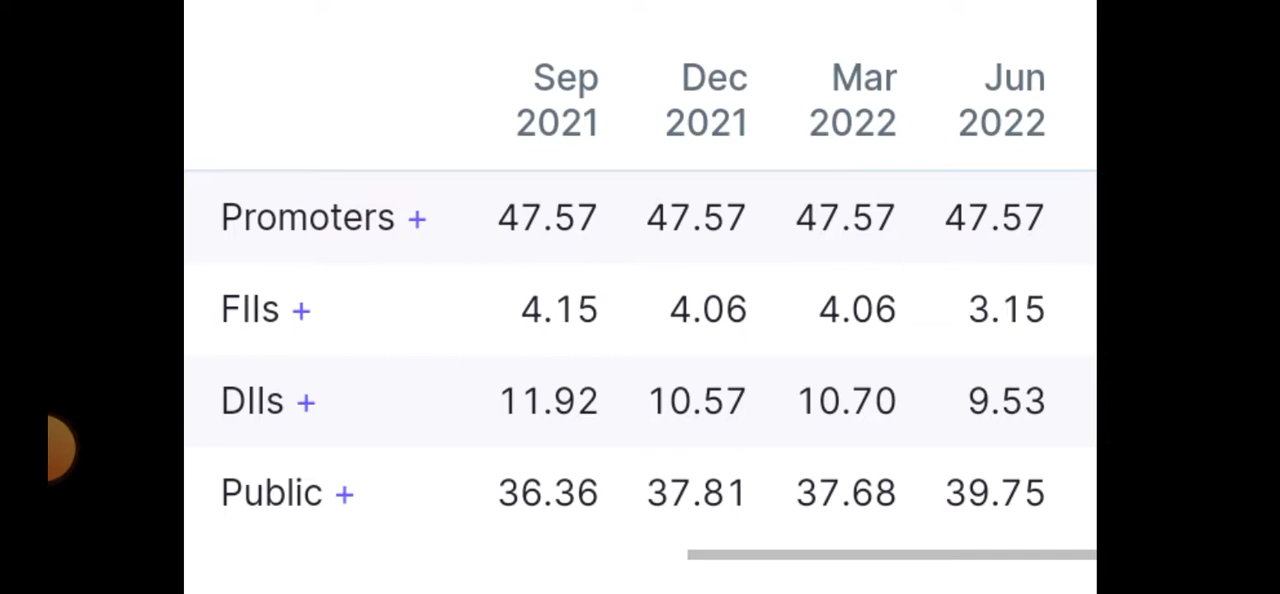 Sep Dec Mar Jun
2021 2021 2022 2022
Promoters + 47.57 47.57 47.57 47.57
FIIs + 4.15 4.06 4.06 3.15
DIIs + 11.92 10.57 10.70 9.53
Public + 36.36 37.81 37.68 39.75